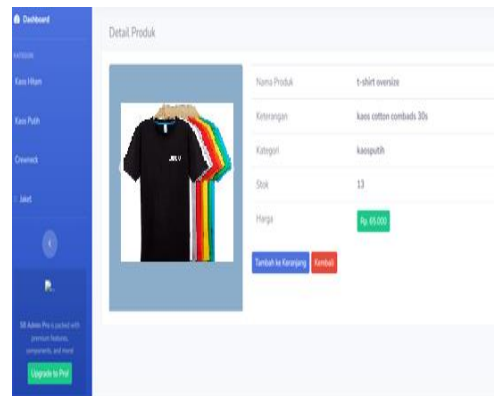 Dashboard
KATEGORI
Kaos Hitam
Kaos Putih
Crewneck
Jaket
SB Admin Pro is packed with
premium features,
components, and more!
Upgrade to Pro!
Detail Produk
Nama Produk t-shirt oversize
Keterangan kaos cotton combads 30s
Kategori kaosputih
Stok 13
Harga Rp. 65.000
Tambah ke Keranjang Kembali